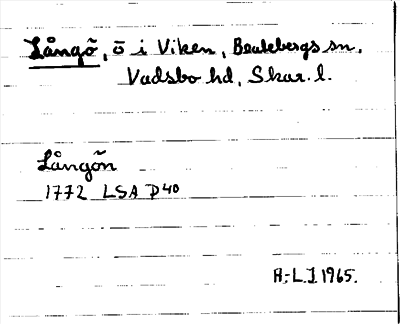 Långö, ö i Viken, Beatebergs sn,
Vadsbo hd, Skar. l.
Långön
1772 LSA P40
A.-L.J. 1965.